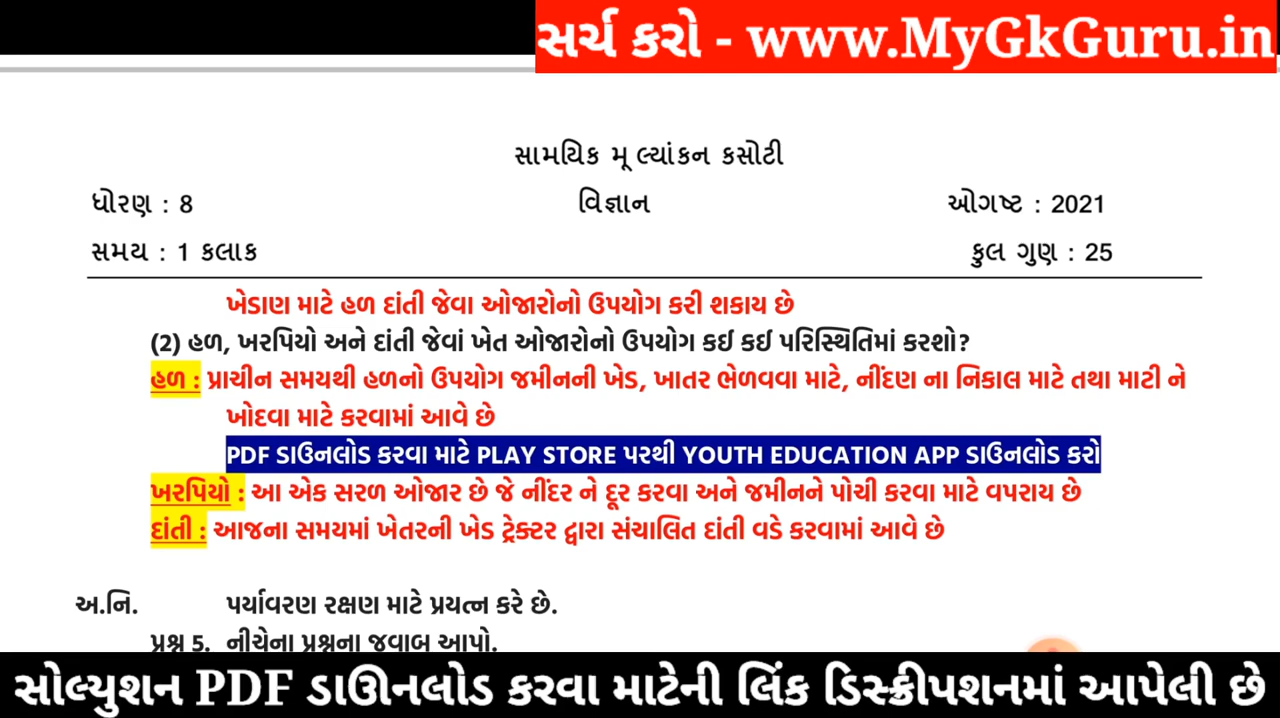 સર્ચ કરો - www.MyGkGuru.in
સામયિક મૂલ્યાંકન કસોટી
ધોરણ : 8 વિજ્ઞાન ઓગષ્ટ : 2021
સમય : 1 કલાક કુલ ગુણ : 25
ખેડાણ માટે હળ દાંતી જેવા ઓજારોનો ઉપયોગ કરી શકાય છે
(2) હળ, ખરપિયો અને દાંતી જેવાં ખેત ઓજારોનો ઉપયોગ કઈ કઈ પરિસ્થિતિમાં કરશો?
હળ : પ્રાચીન સમયથી હળનો ઉપયોગ જમીનની ખેડ, ખાતર ભેળવવા માટે, નીંદણ ના નિકાલ માટે તથા માટી ને
ખોદવા માટે કરવામાં આવે છે
PDF ડાઉનલોડ કરવા માટે PLAY STORE પરથી YOUTH EDUCATION APP ડાઉનલોડ કરો
ખરપિયો : આ એક સરળ ઓજાર છે જે નીંદર ને દૂર કરવા અને જમીનને પોચી કરવા માટે વપરાય છે
દાંતી : આજના સમયમાં ખેતરની ખેડ ટ્રેક્ટર દ્વારા સંચાલિત દાંતી વડે કરવામાં આવે છે
અ.નિ. પર્યાવરણ રક્ષણ માટે પ્રયત્ન કરે છે.
પ્રશ્ન 5. નીચેના પ્રશ્નના જવાબ આપો.
સોલ્યુશન PDF ડાઊનલોડ કરવા માટેની લિંક ડિસ્ક્રીપશનમાં આપેલી છે